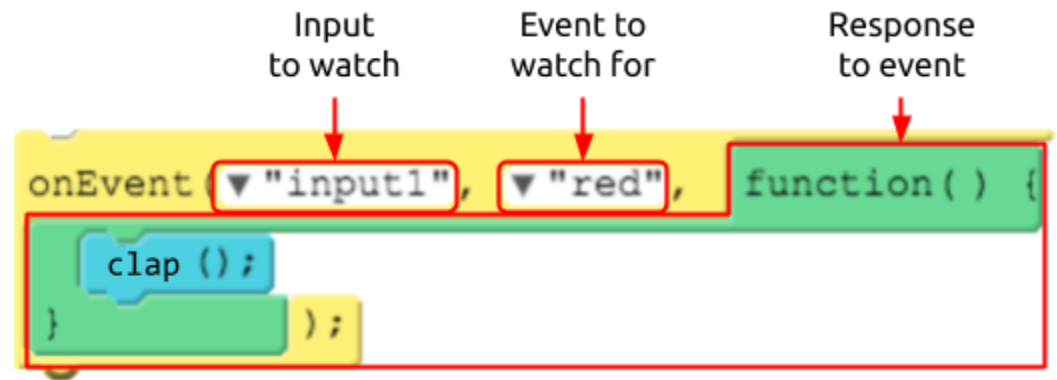 Input
to watch
Event to
watch for
Response
to event
onEvent(▼"input1", ▼"red", function() {
clap ();
} );